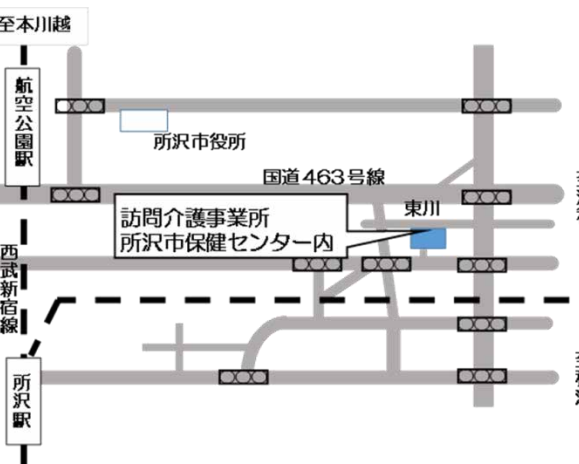 至本川越
航空公園駅
所沢市役所
国道463号線
東川
訪問介護事業所
所沢市保健センター内
西武新宿線
所沢駅